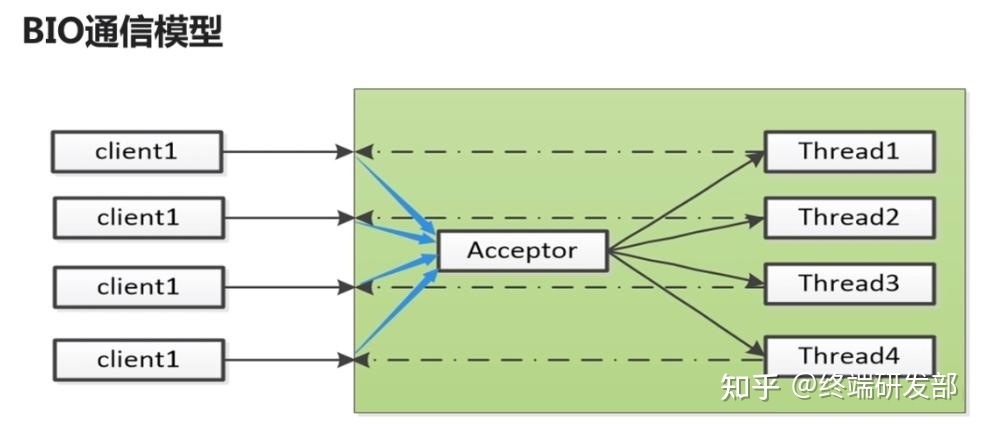 BIO通信模型
client1
client1
client1
client1
Acceptor
Thread1
Thread2
Thread3
Thread4
知乎 @终端研发部